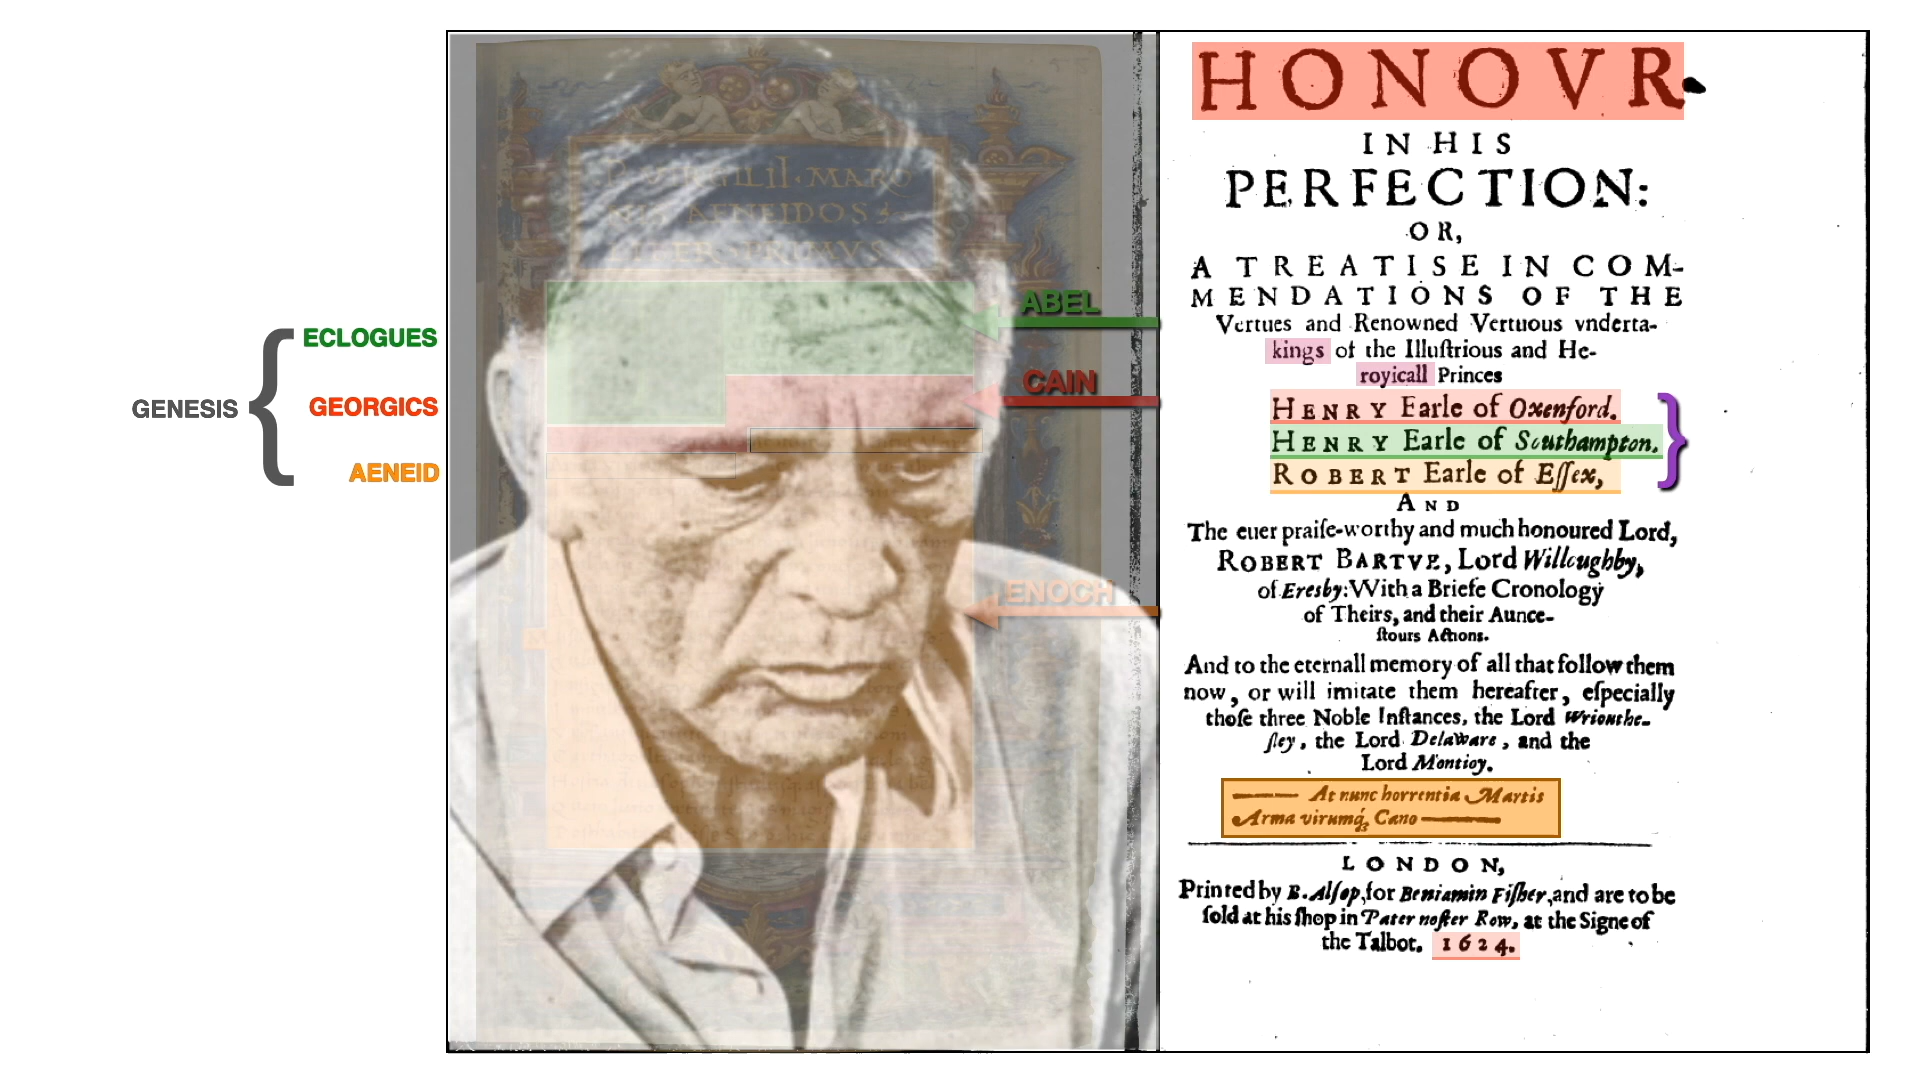 GENESIS
ECLOGUES
GEORGICS
AENEID
MARO
AENEIDOS
PRIMVS
ABEL
CAIN
ENOCH
HONOVR
IN HIS
PERFECTION:
OR,
A TREATISE IN COM-
MENDATIONS OF THE
Vertues and Renowned Vertuous vnderta-
kings of the Illuſtrious and He-
royicall Princes
HENRY Earle of Oxenford.
HENRY Earle of Southampton.
ROBERT Earle of Eſſex,
AND
The euer praiſe-worthy and much honoured Lord,
ROBERT BARTVE, Lord Willoughby,
of Eresby: With a Briefe Cronology
of Theirs, and their Aunce-
ſtours Actions.
And to the eternall memory of all that follow them
now, or will imitate them hereafter, eſpecially
thoſe three Noble Inſtances, the Lord Wriouthe-
ſley, the Lord Delaware, and the
Lord Montioy.
—— At nunc horrentia Martis
Arma virumq́; Cano ——
LONDON,
Printed by B. Alſop, for Beniamin Fiſher, and are to be
ſold at his ſhop in Pater noſter Row, at the Signe of
the Talbot. 1624.